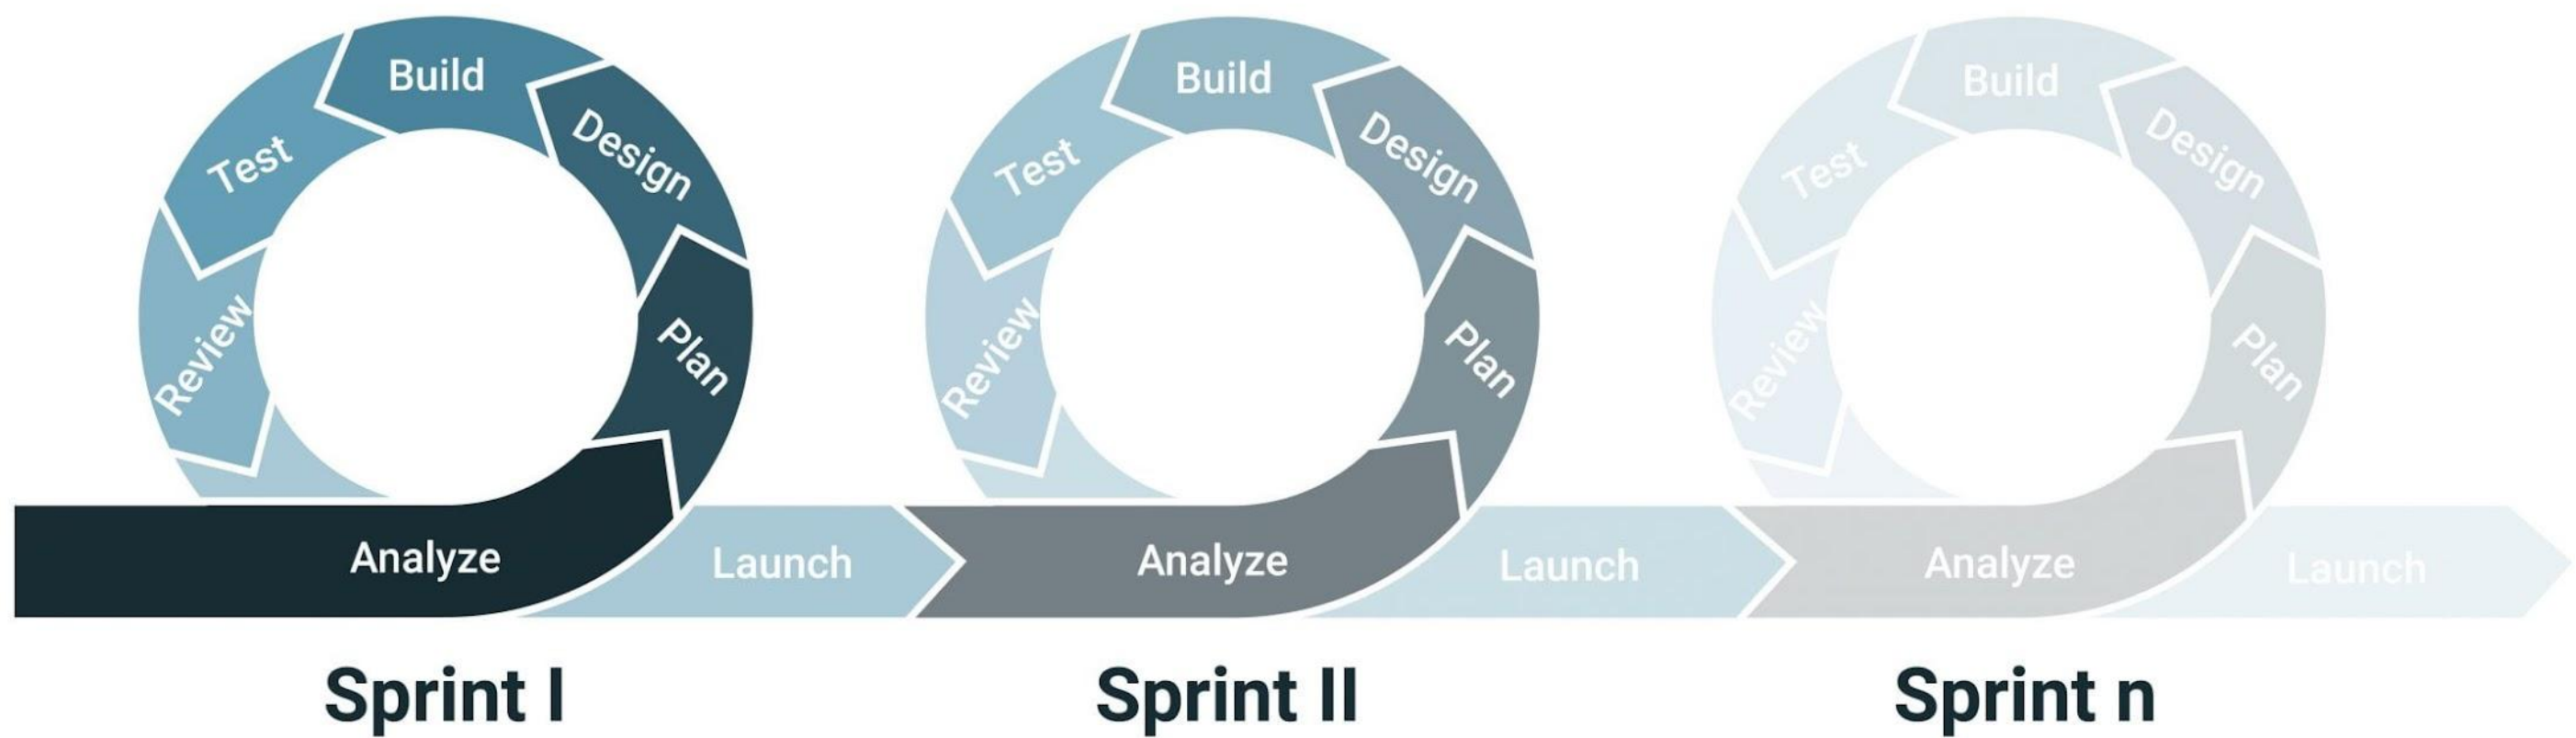 Build
Design
Test
Plan
Review
Analyze
Launch
Sprint I
Build
Design
Test
Plan
Review
Analyze
Launch
Sprint II
Build
Design
Test
Plan
Review
Analyze
Launch
Sprint n